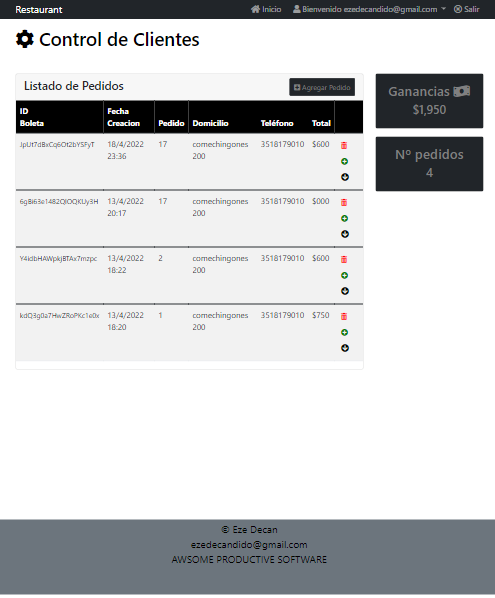 Restaurant Inicio Bienvenido ezedecandido@gmail.com Salir
Control de Clientes
Listado de Pedidos Agregar Pedido
ID Boleta Fecha Creacion Pedido Domicilio Teléfono Total
18/4/2022 23:36 17 comechingones 200 3518179010 $600
6gBi63e1482QIOQKUy3H 13/4/2022 20:17 17 comechingones 200 3518179010 $000
Y4idbHAWpkjBTAx7mzpc 13/4/2022 18:22 2 comechingones 200 3518179010 $600
kdQ3g0a7HwZRoPKc1e0x 13/4/2022 18:20 1 comechingones 200 3518179010 $750
Ganancias
$1,950
Nº pedidos
4
© Eze Decan
ezedecandido@gmail.com
AWSOME PRODUCTIVE SOFTWARE